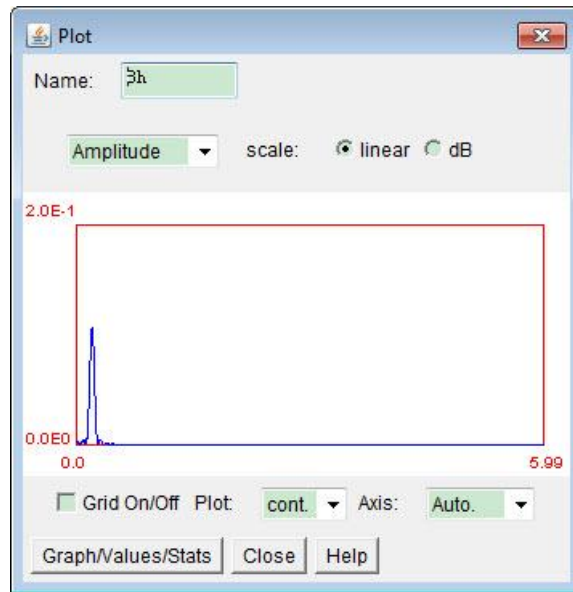 Plot
Name: 3h
Amplitude scale: linear dB
2.0E-1
0.0E0
0.0 5.99
Grid On/Off Plot: cont. Axis: Auto.
Graph/Values/Stats Close Help